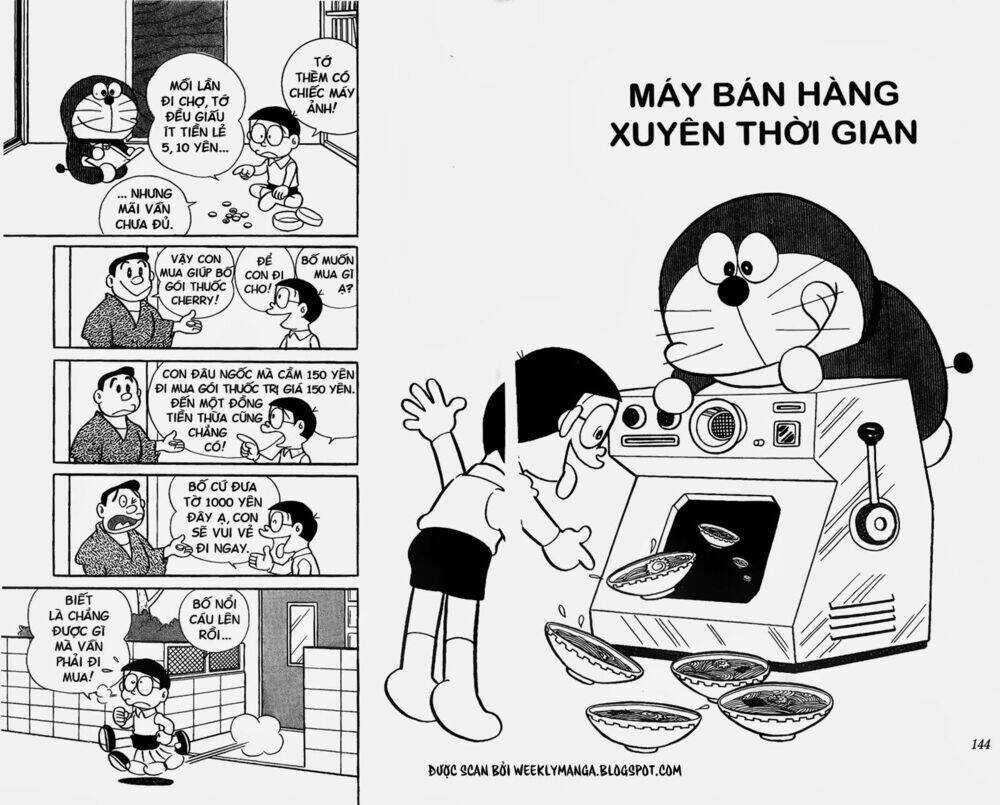 MÁY BÁN HÀNG
XUYÊN THỜI GIAN
144
ĐƯỢC SCAN BỞI WEEKLYMANGA.BLOGSPOT.COM
TỚ
THÈM CÓ
CHIẾC MÁY
ẢNH!
MỖI LẦN
ĐI CHỢ, TỚ
ĐỀU GIẤU
ÍT TIỀN LẺ
5, 10 YÊN...
... NHƯNG
MÃI VẪN
CHƯA ĐỦ.
BỐ MUỐN
MUA GÌ
Ạ?
ĐỂ
CON ĐI
CHO!
VẬY CON
MUA GIÚP BỐ
GÓI THUỐC
CHERRY!
CON ĐÂU NGỐC MÀ CẦM 150 YÊN
ĐI MUA GÓI THUỐC TRỊ GIÁ 150 YÊN.
ĐẾN MỘT ĐỒNG
TIỀN THỪA CŨNG
CHẲNG
CÓ!
BỐ CỨ ĐƯA
TỜ 1000 YÊN
ĐÂY Ạ, CON
SẼ VUI VẺ
ĐI NGAY.
BỐ NỔI
CÁU LÊN
RỒI...
BIẾT
LÀ CHẲNG
ĐƯỢC GÌ
MÀ VẪN
PHẢI ĐI
MUA!